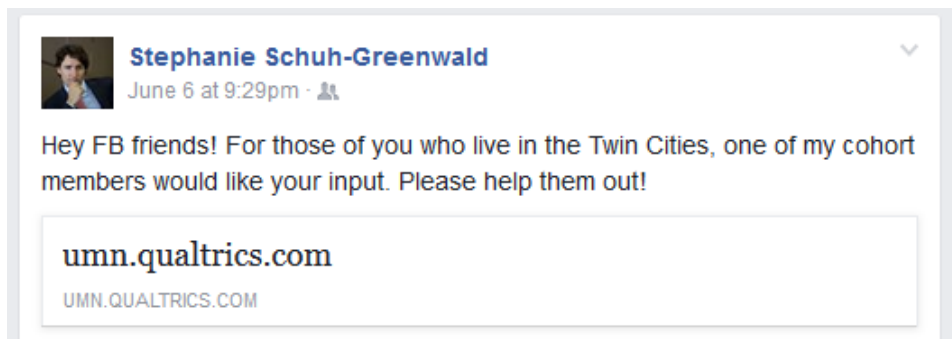 Stephanie Schuh-Greenwald
June 6 at 9:29pm ·
Hey FB friends! For those of you who live in the Twin Cities, one of my cohort
members would like your input. Please help them out!
umn.qualtrics.com
UMN.QUALTRICS.COM